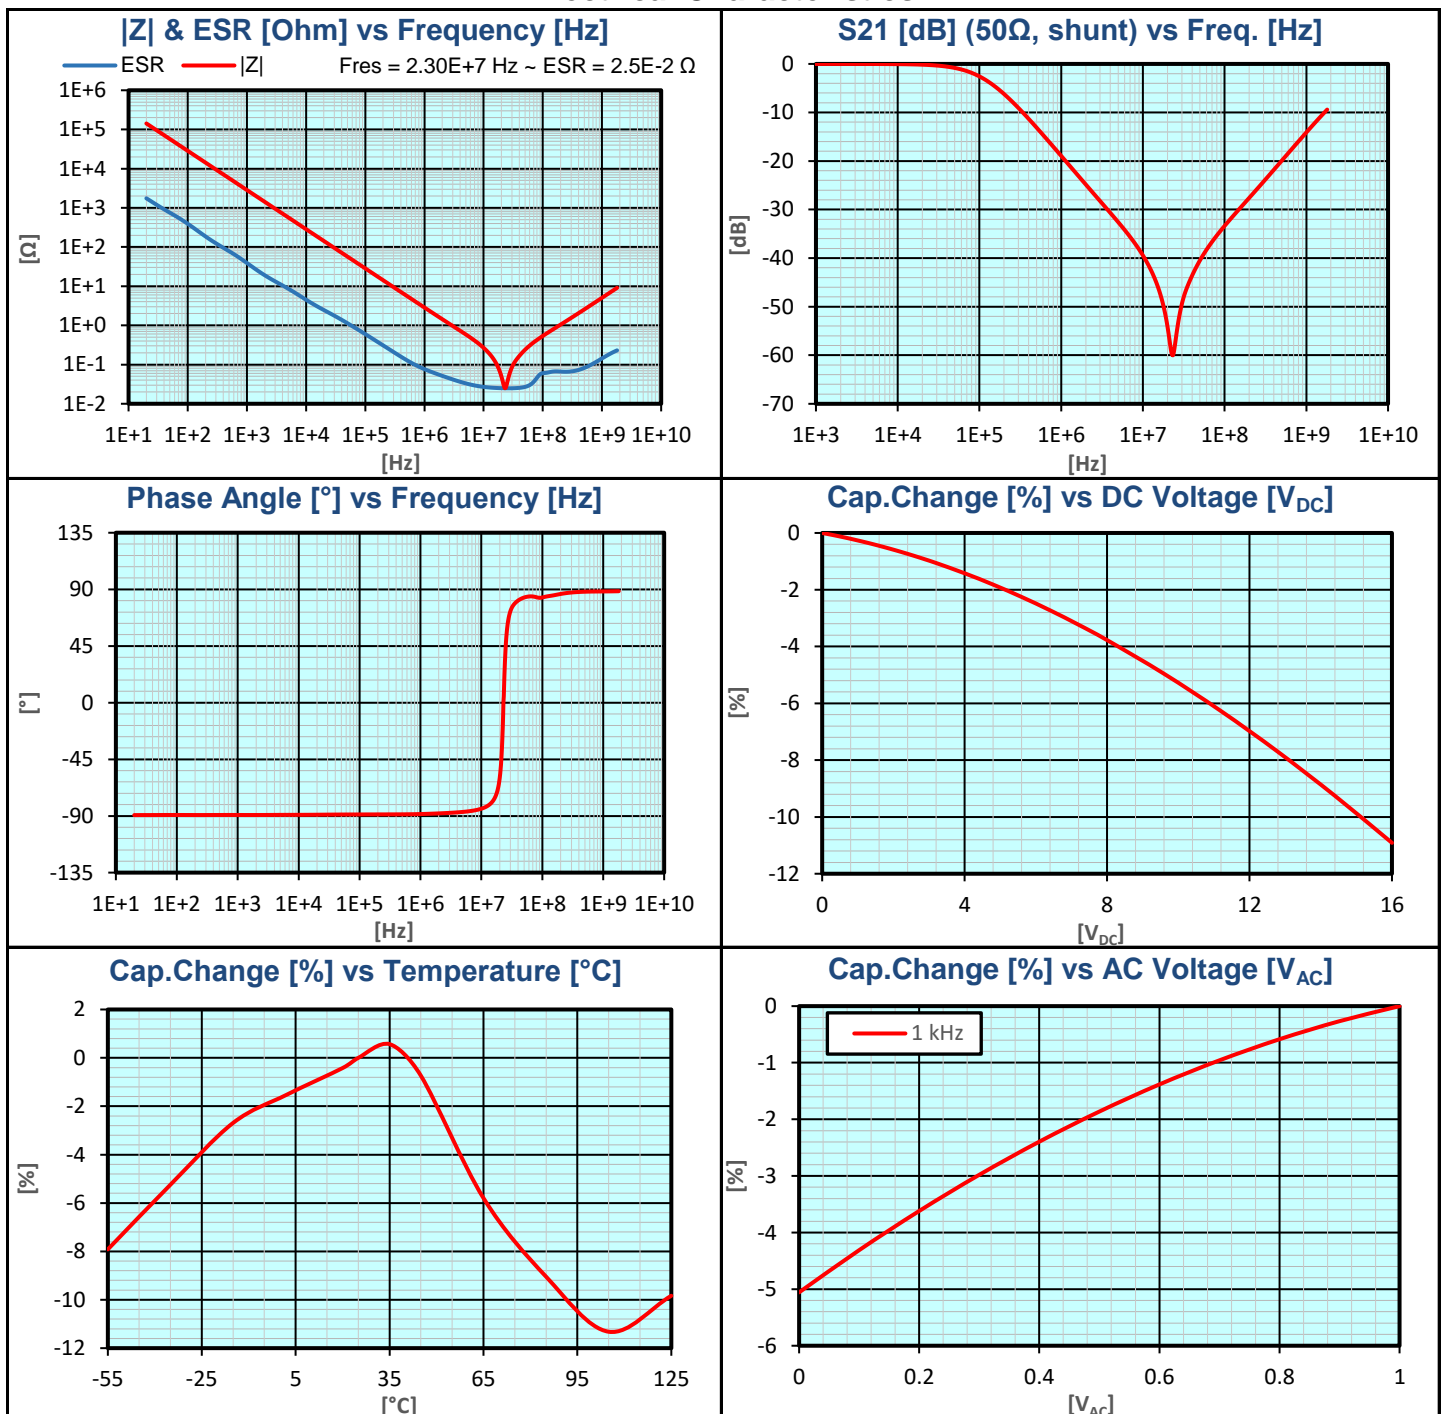 |Z| & ESR [Ohm] vs Frequency [Hz]
ESR |Z| Fres = 2.30E+7 Hz ~ ESR = 2.5E-2 Ω
1E+6
1E+5
1E+4
1E+3
1E+2
1E+1
1E+0
1E-1
1E-2
[Ω]
1E+1 1E+2 1E+3 1E+4 1E+5 1E+6 1E+7 1E+8 1E+9 1E+10
[Hz]
S21 [dB] (50Ω, shunt) vs Freq. [Hz]
0
-10
-20
-30
-40
-50
-60
-70
[dB]
1E+3 1E+4 1E+5 1E+6 1E+7 1E+8 1E+9 1E+10
[Hz]
Phase Angle [°] vs Frequency [Hz]
135
90
45
0
-45
-90
-135
[°]
1E+1 1E+2 1E+3 1E+4 1E+5 1E+6 1E+7 1E+8 1E+9 1E+10
[Hz]
Cap.Change [%] vs DC Voltage [VDC]
0
-2
-4
-6
-8
-10
-12
[%]
0 4 8 12 16
[VDC]
Cap.Change [%] vs Temperature [°C]
2
0
-2
-4
-6
-8
-10
-12
[%]
-55 -25 5 35 65 95 125
[°C]
Cap.Change [%] vs AC Voltage [VAC]
1 kHz
0
-1
-2
-3
-4
-5
-6
[%]
0 0.2 0.4 0.6 0.8 1
[VAC]